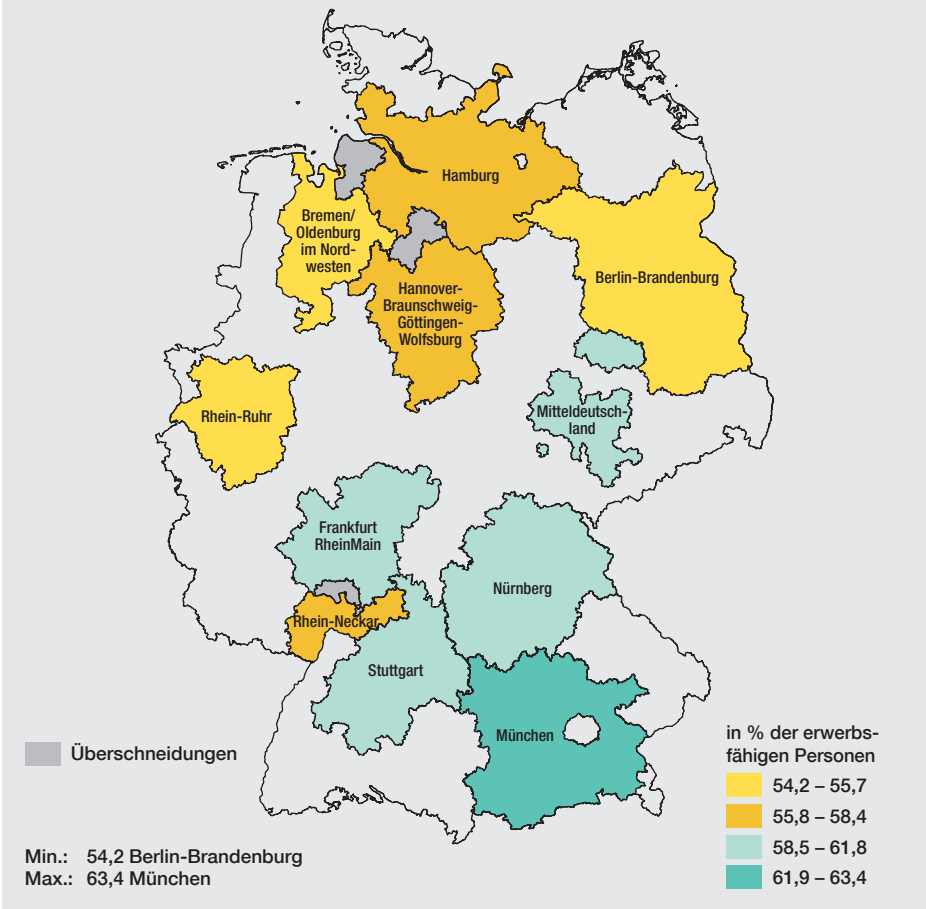 Hamburg
Bremen/
Oldenburg
im Nord-
westen
Berlin-Brandenburg
Hannover-
Braunschweig-
Göttingen-
Wolfsburg
Rhein-Ruhr
Mitteldeutsch-
land
Frankfurt
RheinMain
Nürnberg
Rhein-Neckar
Stuttgart
München
Überschneidungen
Min.: 54,2 Berlin-Brandenburg
Max.: 63,4 München
in % der erwerbs-
fähigen Personen
54,2 – 55,7
55,8 – 58,4
58,5 – 61,8
61,9 – 63,4